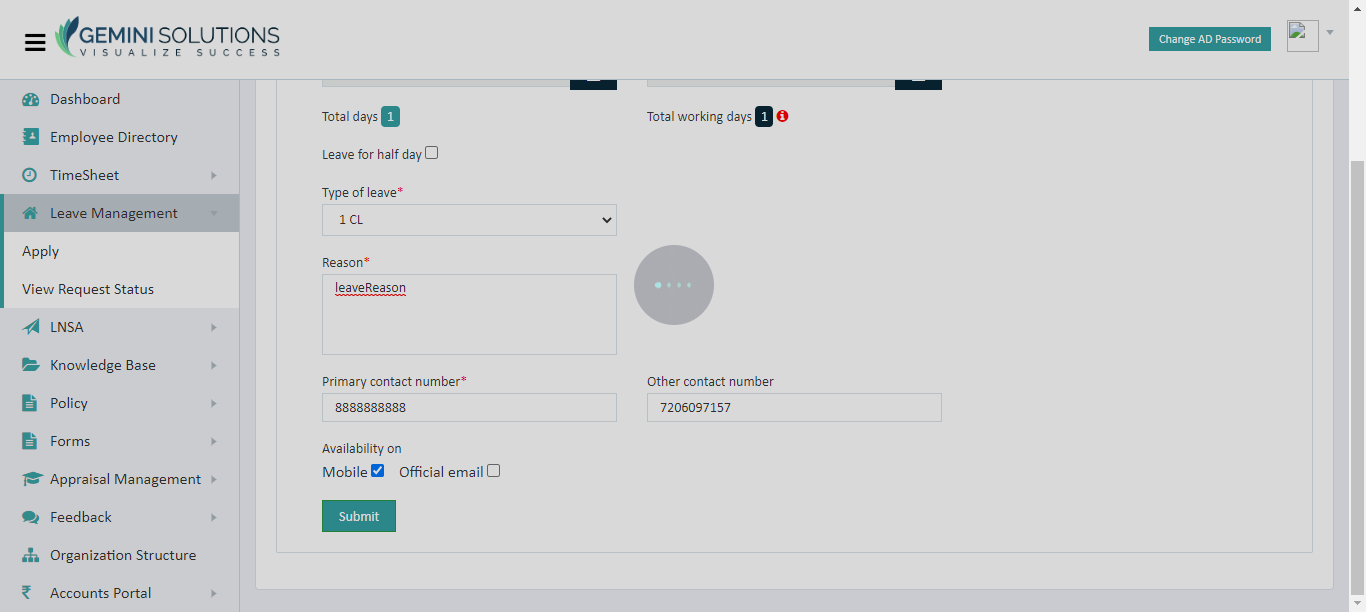 GEMINI SOLUTIONS
VISUALIZE SUCCESS
Change AD Password
Dashboard
Employee Directory
TimeSheet
Leave Management
Apply
View Request Status
LNSA
Knowledge Base
Policy
Forms
Appraisal Management
Feedback
Organization Structure
Accounts Portal
Total days 1
Total working days 1
Leave for half day
Type of leave*
1 CL
Reason*
leaveReason
Primary contact number*
Other contact number
8888888888
7206097157
Availability on
Mobile Official email
Submit